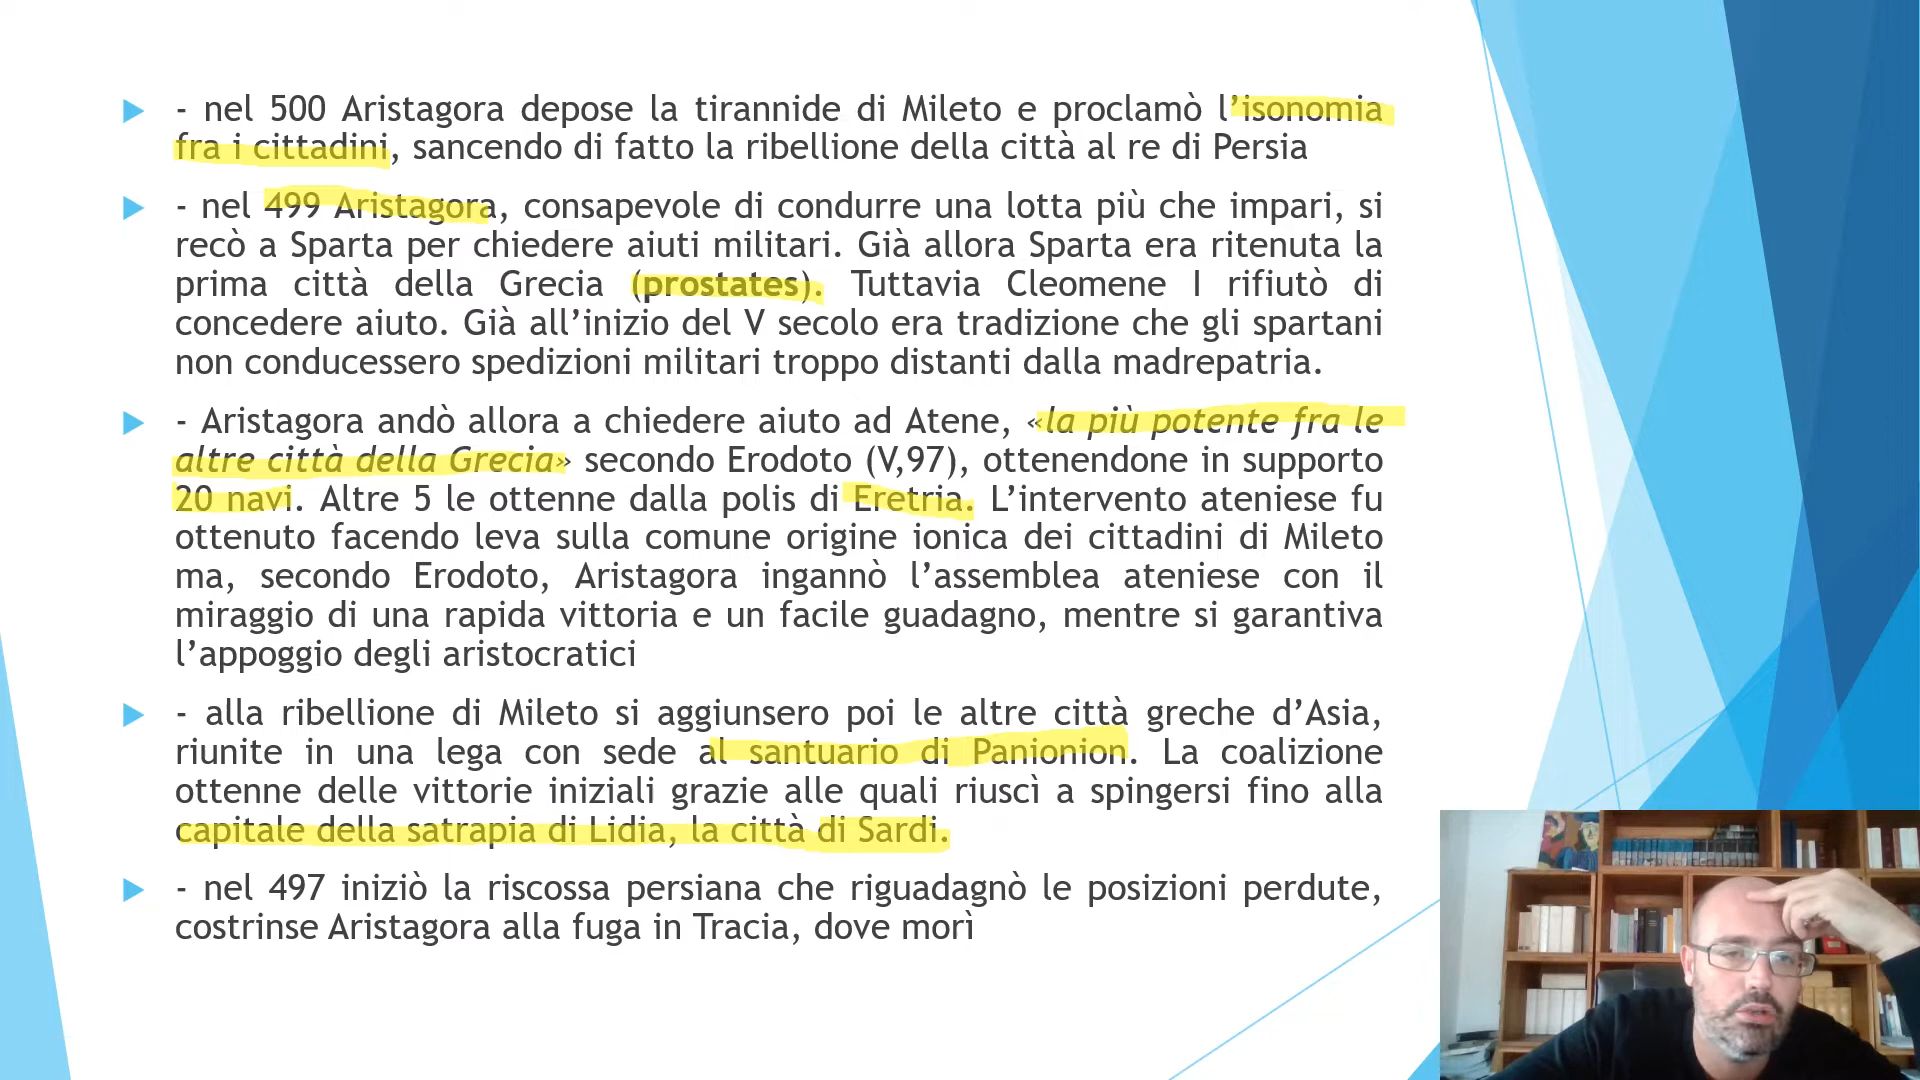 - nel 500 Aristagora depose la tirannide di Mileto e proclamò l’isonomia
fra i cittadini, sancendo di fatto la ribellione della città al re di Persia
- nel 499 Aristagora, consapevole di condurre una lotta più che impari, si
recò a Sparta per chiedere aiuti militari. Già allora Sparta era ritenuta la
prima città della Grecia (prostates). Tuttavia Cleomene I rifiutò di
concedere aiuto. Già all’inizio del V secolo era tradizione che gli spartani
non conducessero spedizioni militari troppo distanti dalla madrepatria.
- Aristagora andò allora a chiedere aiuto ad Atene, «la più potente fra le
altre città della Grecia» secondo Erodoto (V,97), ottenendone in supporto
20 navi. Altre 5 le ottenne dalla polis di Eretria. L’intervento ateniese fu
ottenuto facendo leva sulla comune origine ionica dei cittadini di Mileto
ma, secondo Erodoto, Aristagora ingannò l’assemblea ateniese con il
miraggio di una rapida vittoria e un facile guadagno, mentre si garantiva
l’appoggio degli aristocratici
- alla ribellione di Mileto si aggiunsero poi le altre città greche d’Asia,
riunite in una lega con sede al santuario di Panionion. La coalizione
ottenne delle vittorie iniziali grazie alle quali riuscì a spingersi fino alla
capitale della satrapia di Lidia, la città di Sardi.
- nel 497 iniziò la riscossa persiana che riguadagnò le posizioni perdute,
costrinse Aristagora alla fuga in Tracia, dove morì